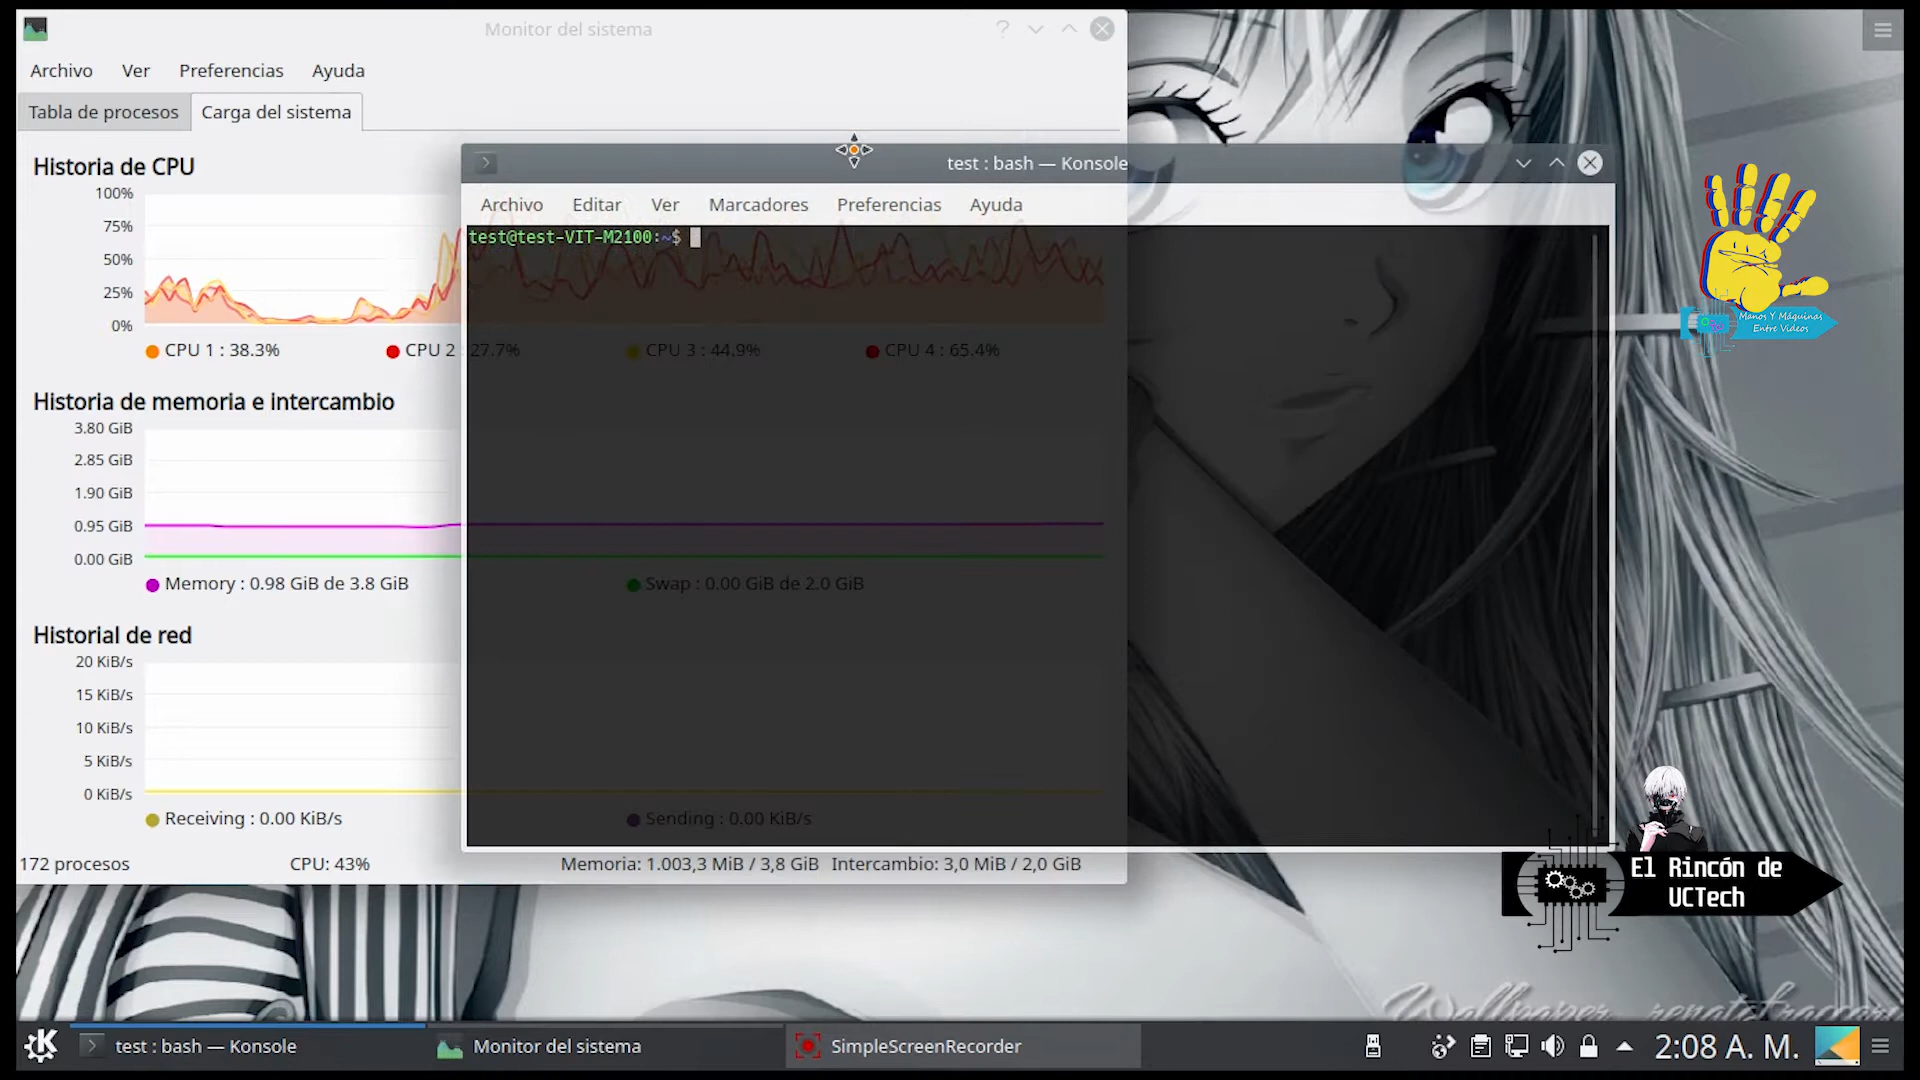 Monitor del sistema
Archivo Ver Preferencias Ayuda
Tabla de procesos Carga del sistema
Historia de CPU
100%
75%
50%
25%
0%
CPU 1 : 38.3% CPU 2 : 27.7% CPU 3 : 44.9% CPU 4 : 65.4%
Historia de memoria e intercambio
3.80 GiB
2.85 GiB
1.90 GiB
0.95 GiB
0.00 GiB
Memory : 0.98 GiB de 3.8 GiB Swap : 0.00 GiB de 2.0 GiB
Historial de red
20 KiB/s
15 KiB/s
10 KiB/s
5 KiB/s
0 KiB/s
Receiving : 0.00 KiB/s Sending : 0.00 KiB/s
172 procesos CPU: 43% Memoria: 1.003,3 MiB / 3,8 GiB Intercambio: 3,0 MiB / 2,0 GiB
test : bash — Konsole
Archivo Editar Ver Marcadores Preferencias Ayuda
test@test-VIT-M2100:~$
Manos Y Máquinas
Entre Videos
El Rincón de
UCTech
Wallpaper
test : bash — Konsole Monitor del sistema SimpleScreenRecorder 2:08 A. M.